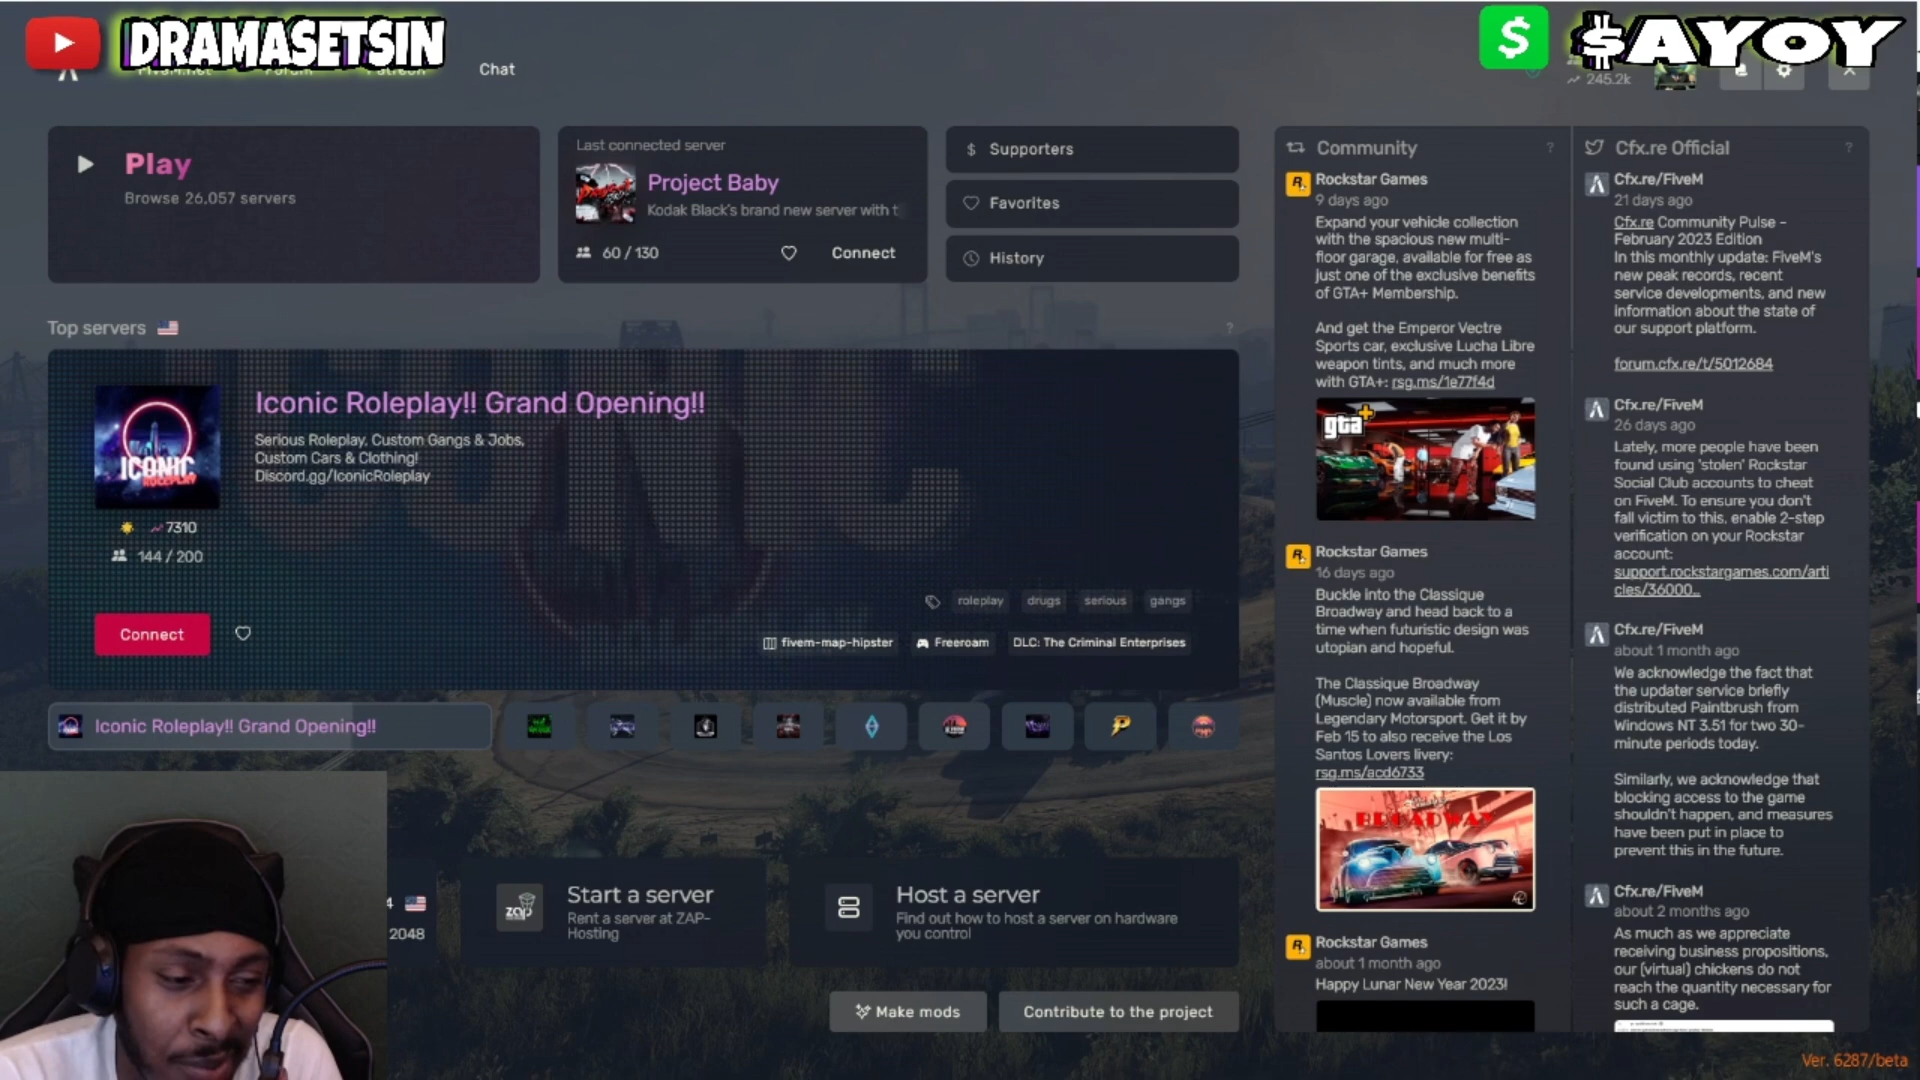 DRAMASETSIN
$
$AYOY
Chat
245.2k
Play
Browse 26,057 servers
Last connected server
Project Baby
Kodak Black's brand new server with t
60 / 130
Connect
$ Supporters
Favorites
History
Top servers
?
Iconic Roleplay!! Grand Opening!!
Serious Roleplay, Custom Gangs & Jobs,
Custom Cars & Clothing!
Discord.gg/IconicRoleplay
ICONIC
ROLEPLAY
7310
144 / 200
roleplay
drugs
serious
gangs
Connect
fivem-map-hipster
Freeroam
DLC: The Criminal Enterprises
Iconic Roleplay!! Grand Opening!!
2048
zap
Start a server
Rent a server at ZAP-
Hosting
Host a server
Find out how to host a server on hardware
you control
Make mods
Contribute to the project
Community
?
Rockstar Games
9 days ago
Expand your vehicle collection
with the spacious new multi-
floor garage, available for free as
just one of the exclusive benefits
of GTA+ Membership.
And get the Emperor Vectre
Sports car, exclusive Lucha Libre
weapon tints, and much more
with GTA+: rsg.ms/1e77f4d
gta+
Rockstar Games
16 days ago
Buckle into the Classique
Broadway and head back to a
time when futuristic design was
utopian and hopeful.
The Classique Broadway
(Muscle) now available from
Legendary Motorsport. Get it by
Feb 15 to also receive the Los
Santos Lovers livery:
rsg.ms/acd6733
BROADWAY
Rockstar Games
about 1 month ago
Happy Lunar New Year 2023!
Cfx.re Official
?
Cfx.re/FiveM
21 days ago
Cfx.re Community Pulse -
February 2023 Edition
In this monthly update: FiveM's
new peak records, recent
service developments, and new
information about the state of
our support platform.
forum.cfx.re/t/5012684
Cfx.re/FiveM
26 days ago
Lately, more people have been
found using 'stolen' Rockstar
Social Club accounts to cheat
on FiveM. To ensure you don't
fall victim to this, enable 2-step
verification on your Rockstar
account:
support.rockstargames.com/arti
cles/36000…
Cfx.re/FiveM
about 1 month ago
We acknowledge the fact that
the updater service briefly
distributed Paintbrush from
Windows NT 3.51 for two 30-
minute periods today.
Similarly, we acknowledge that
blocking access to the game
shouldn't happen, and measures
have been put in place to
prevent this in the future.
Cfx.re/FiveM
about 2 months ago
As much as we appreciate
receiving business propositions,
our (virtual) chickens do not
reach the quantity necessary for
such a cage.
Ver. 6287/beta